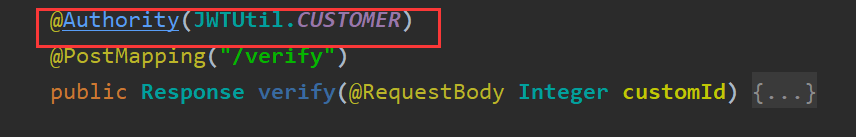 @Authority(JWTUtil.CUSTOMER)
@PostMapping("/verify")
public Response verify(@RequestBody Integer customId) {...}